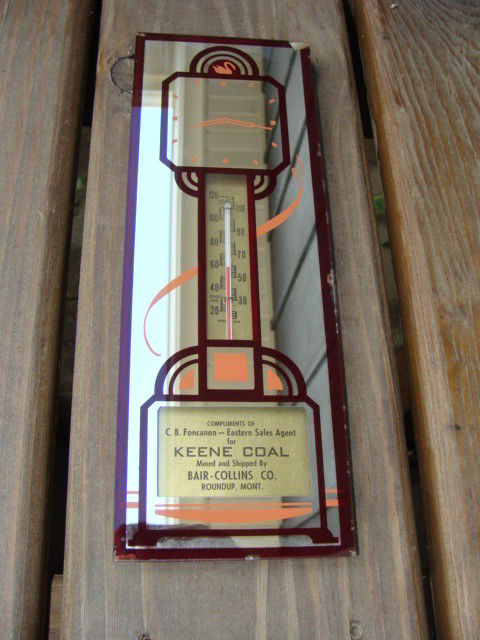 120
110
100
90
80
70
60
50
40
30
20
COMPLIMENTS OF
C. B. Foncanon — Eastern Sales Agent
for
KEENE COAL
Mined and Shipped By
BAIR-COLLINS CO.
ROUNDUP, MONT.